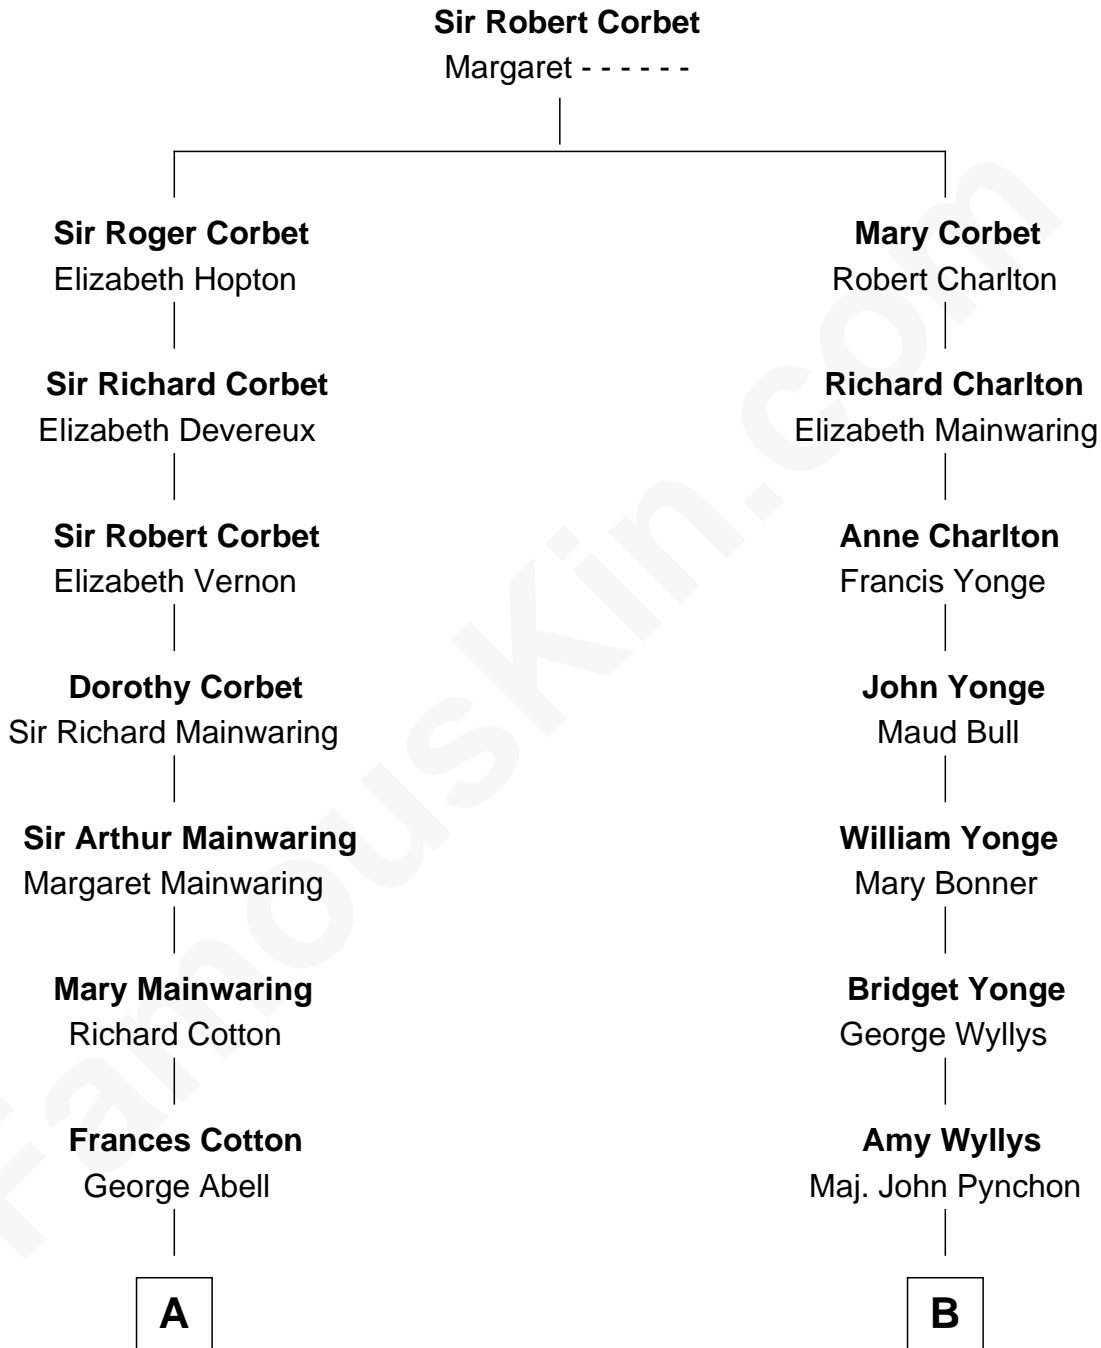 Sir Robert Corbet
Margaret - - - - - -
Sir Roger Corbet
Elizabeth Hopton
Sir Richard Corbet
Elizabeth Devereux
Sir Robert Corbet
Elizabeth Vernon
Dorothy Corbet
Sir Richard Mainwaring
Sir Arthur Mainwaring
Margaret Mainwaring
Mary Mainwaring
Richard Cotton
Frances Cotton
George Abell
A
Mary Corbet
Robert Charlton
Richard Charlton
Elizabeth Mainwaring
Anne Charlton
Francis Yonge
John Yonge
Maud Bull
William Yonge
Mary Bonner
Bridget Yonge
George Wyllys
Amy Wyllys
Maj. John Pynchon
B
FamousKin.com